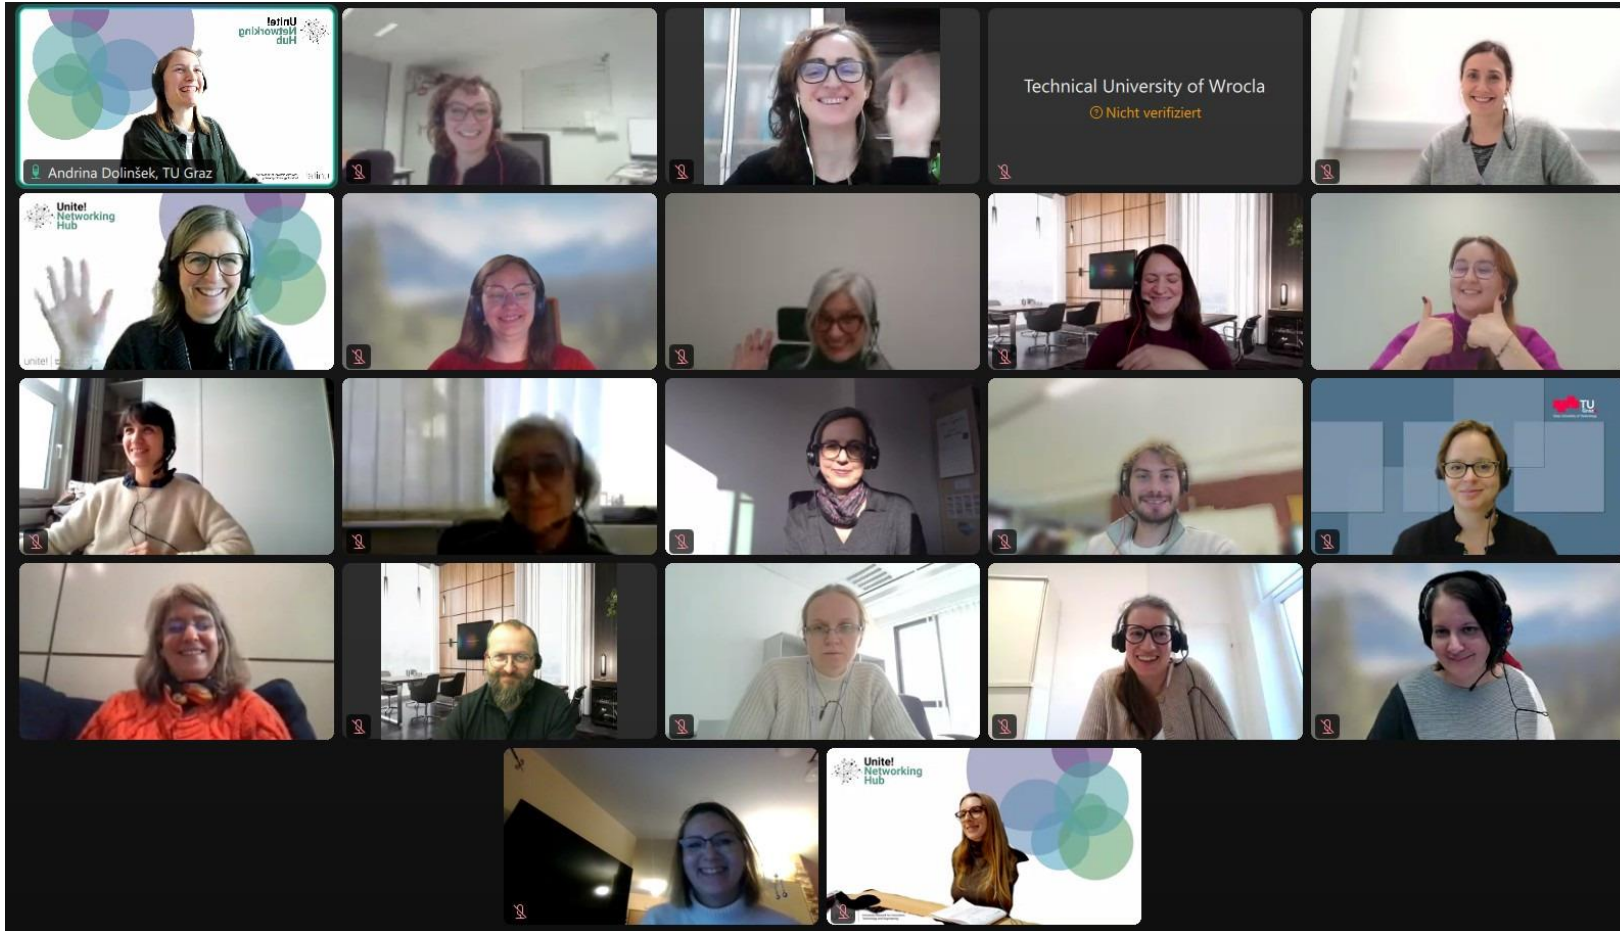 Unite!
Networking
Hub
Andrina Dolinšek, TU Graz
Technical University of Wrocla
Nicht verifiziert
Unite!
Networking
Hub
unite!
TU
Unite!
Networking
Hub